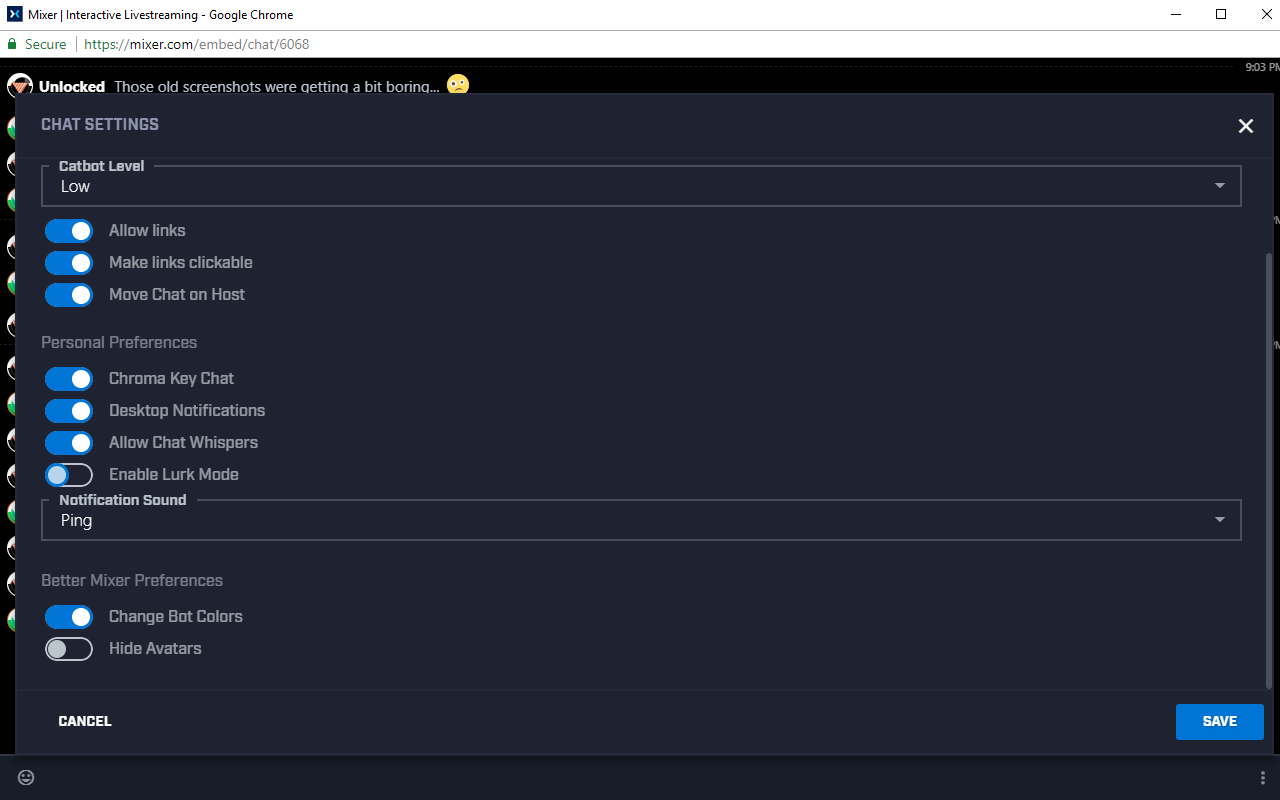 Mixer | Interactive Livestreaming - Google Chrome
Secure https://mixer.com/embed/chat/6068
9:03 PM
Unlocked Those old screenshots were getting a bit boring...
CHAT SETTINGS
Catbot Level
Low
Allow links
Make links clickable
Move Chat on Host
Personal Preferences
Chroma Key Chat
Desktop Notifications
Allow Chat Whispers
Enable Lurk Mode
Notification Sound
Ping
Better Mixer Preferences
Change Bot Colors
Hide Avatars
CANCEL
SAVE